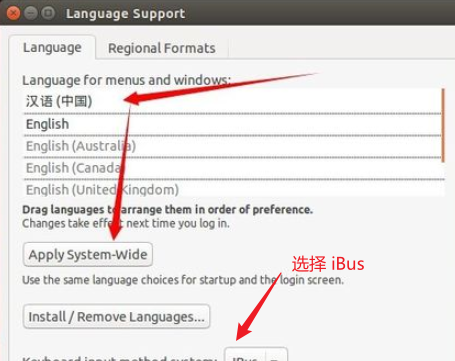 Language Support
Language
Regional Formats
Language for menus and windows:
汉语 (中国)
English
English (Australia)
English (Canada)
English (United Kingdom)
Drag languages to arrange them in order of preference.
Changes take effect next time you log in.
Apply System-Wide
Use the same language choices for startup and the login screen.
选择 iBus
Install / Remove Languages...
Keyboard input method system: IBus